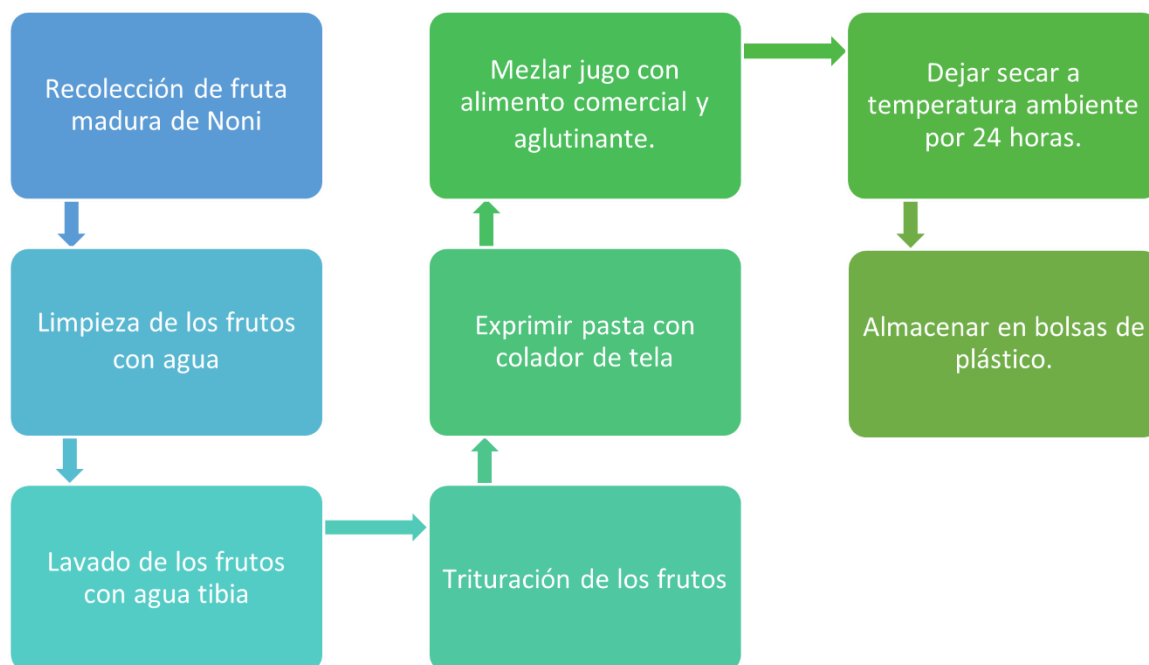 Recolección de fruta
madura de Noni
Limpieza de los frutos
con agua
Lavado de los frutos
con agua tibia
Trituración de los frutos
Exprimir pasta con
colador de tela
Mezlar jugo con
alimento comercial y
aglutinante.
Dejar secar a
temperatura ambiente
por 24 horas.
Almacenar en bolsas de
plástico.